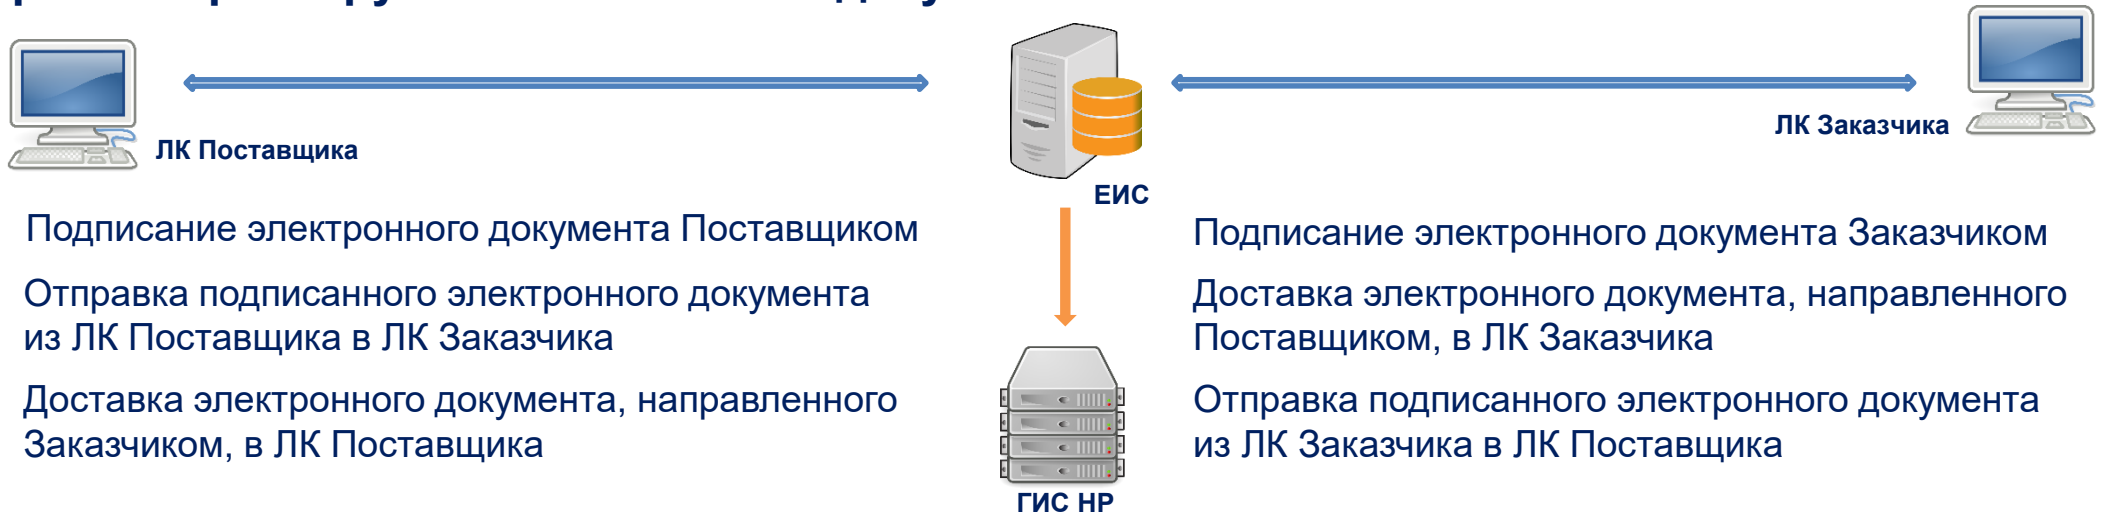 ЛК Поставщика
ЕИС
ЛК Заказчика
Подписание электронного документа Поставщиком
Отправка подписанного электронного документа
из ЛК Поставщика в ЛК Заказчика
Доставка электронного документа, направленного
Заказчиком, в ЛК Поставщика
Подписание электронного документа Заказчиком
Доставка электронного документа, направленного
Поставщиком, в ЛК Заказчика
Отправка подписанного электронного документа
из ЛК Заказчика в ЛК Поставщика
ГИС НР